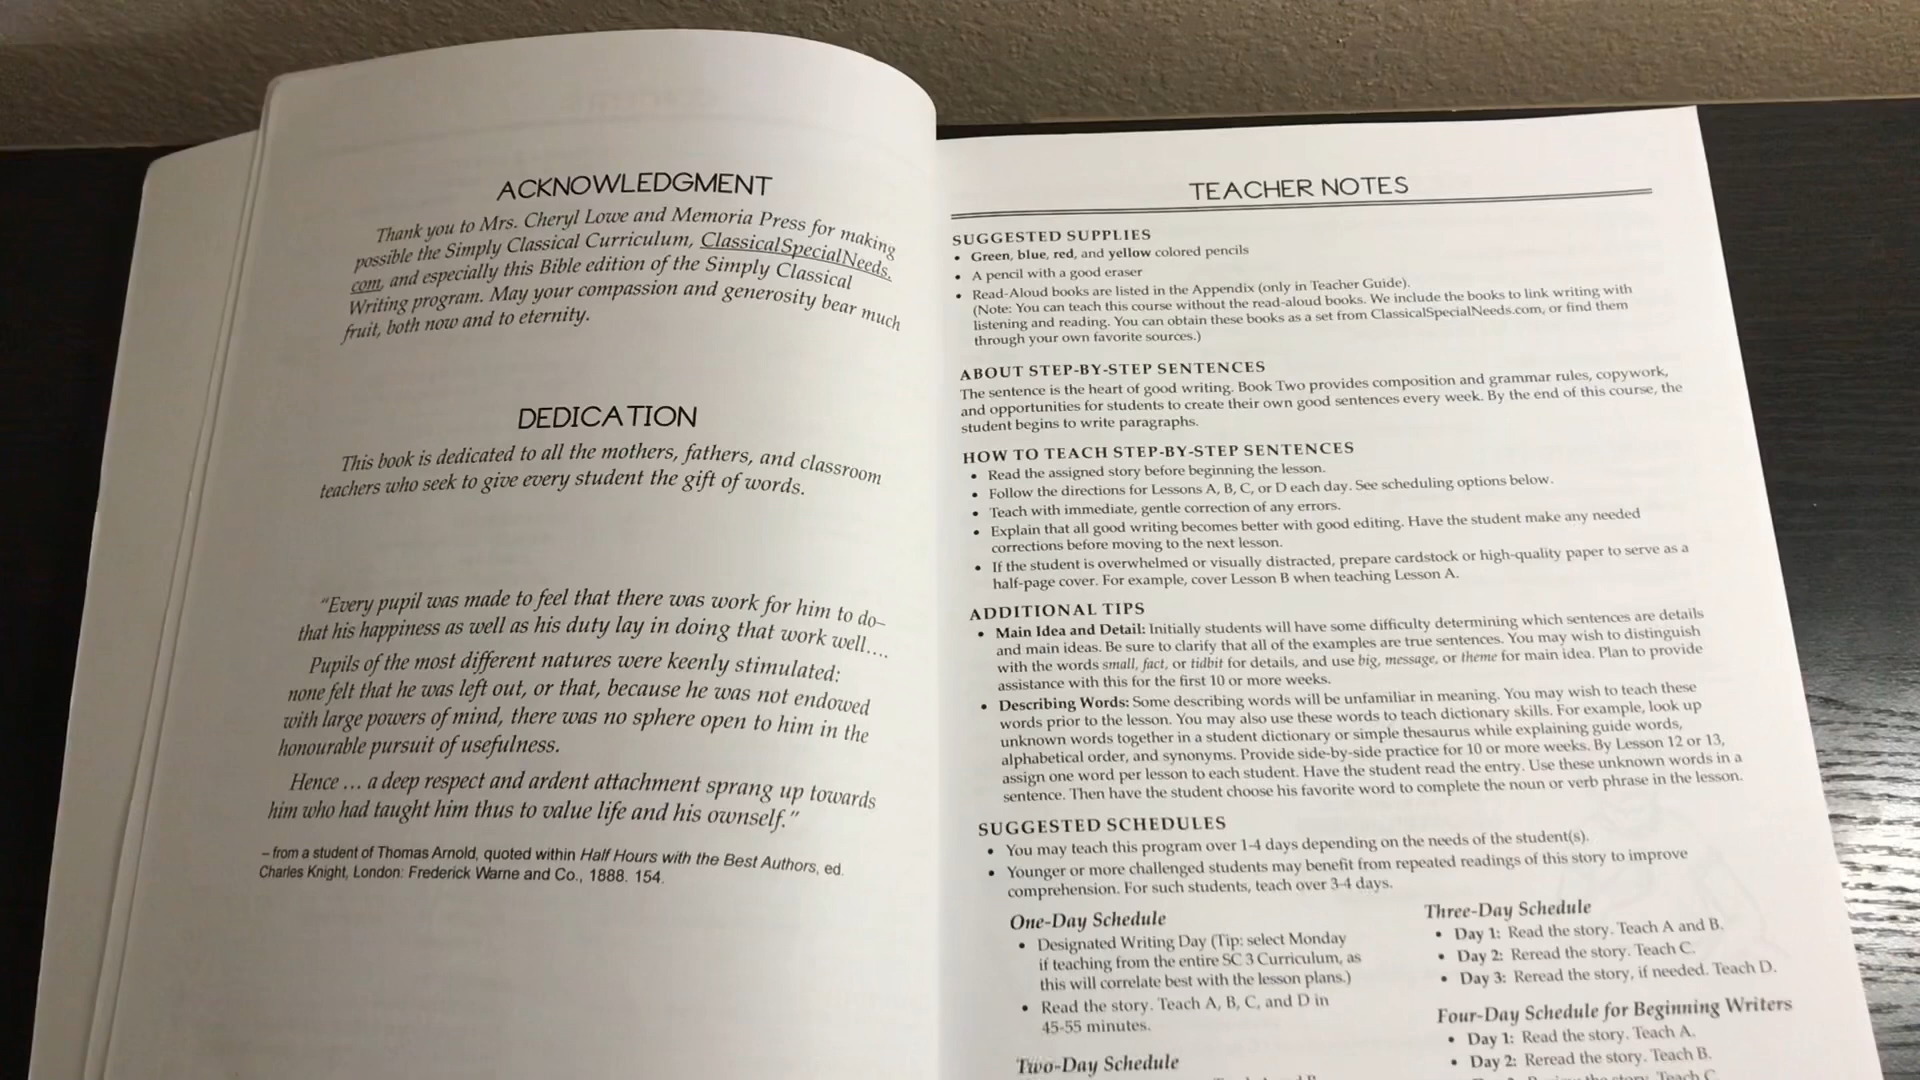 ACKNOWLEDGMENT
Thank you to Mrs. Cheryl Lowe and Memoria Press for making
possible the Simply Classical Curriculum, ClassicalSpecialNeeds.
com, and especially this Bible edition of the Simply Classical
Writing program. May your compassion and generosity bear much
fruit, both now and to eternity.
DEDICATION
This book is dedicated to all the mothers, fathers, and classroom
teachers who seek to give every student the gift of words.
“Every pupil was made to feel that there was work for him to do–
that his happiness as well as his duty lay in doing that work well....
Pupils of the most different natures were keenly stimulated:
none felt that he was left out, or that, because he was not endowed
with large powers of mind, there was no sphere open to him in the
honourable pursuit of usefulness.
Hence ... a deep respect and ardent attachment sprang up towards
him who had taught him thus to value life and his ownself.”
– from a student of Thomas Arnold, quoted within Half Hours with the Best Authors, ed.
Charles Knight, London: Frederick Warne and Co., 1888. 154.
TEACHER NOTES
SUGGESTED SUPPLIES
• Green, blue, red, and yellow colored pencils
• A pencil with a good eraser
• Read-Aloud books are listed in the Appendix (only in Teacher Guide).
(Note: You can teach this course without the read-aloud books. We include the books to link writing with
listening and reading. You can obtain these books as a set from ClassicalSpecialNeeds.com, or find them
through your own favorite sources.)
ABOUT STEP-BY-STEP SENTENCES
The sentence is the heart of good writing. Book Two provides composition and grammar rules, copywork,
and opportunities for students to create their own good sentences every week. By the end of this course, the
student begins to write paragraphs.
HOW TO TEACH STEP-BY-STEP SENTENCES
• Read the assigned story before beginning the lesson.
• Follow the directions for Lessons A, B, C, or D each day. See scheduling options below.
• Teach with immediate, gentle correction of any errors.
• Explain that all good writing becomes better with good editing. Have the student make any needed
corrections before moving to the next lesson.
• If the student is overwhelmed or visually distracted, prepare cardstock or high-quality paper to serve as a
half-page cover. For example, cover Lesson B when teaching Lesson A.
ADDITIONAL TIPS
• Main Idea and Detail: Initially students will have some difficulty determining which sentences are details
and main ideas. Be sure to clarify that all of the examples are true sentences. You may wish to distinguish
with the words small, fact, or tidbit for details, and use big, message, or theme for main idea. Plan to provide
assistance with this for the first 10 or more weeks.
• Describing Words: Some describing words will be unfamiliar in meaning. You may wish to teach these
words prior to the lesson. You may also use these words to teach dictionary skills. For example, look up
unknown words together in a student dictionary or simple thesaurus while explaining guide words,
alphabetical order, and synonyms. Provide side-by-side practice for 10 or more weeks. By Lesson 12 or 13,
assign one word per lesson to each student. Have the student read the entry. Use these unknown words in a
sentence. Then have the student choose his favorite word to complete the noun or verb phrase in the lesson.
SUGGESTED SCHEDULES
• You may teach this program over 1-4 days depending on the needs of the student(s).
• Younger or more challenged students may benefit from repeated readings of this story to improve
comprehension. For such students, teach over 3-4 days.
One-Day Schedule
• Designated Writing Day (Tip: select Monday
if teaching from the entire SC 3 Curriculum, as
this will correlate best with the lesson plans.)
• Read the story. Teach A, B, C, and D in
45-55 minutes.
Two-Day Schedule
Three-Day Schedule
• Day 1: Read the story. Teach A and B.
• Day 2: Reread the story. Teach C.
• Day 3: Reread the story, if needed. Teach D.
Four-Day Schedule for Beginning Writers
• Day 1: Read the story. Teach A.
• Day 2: Reread the story. Teach B.
Teach C